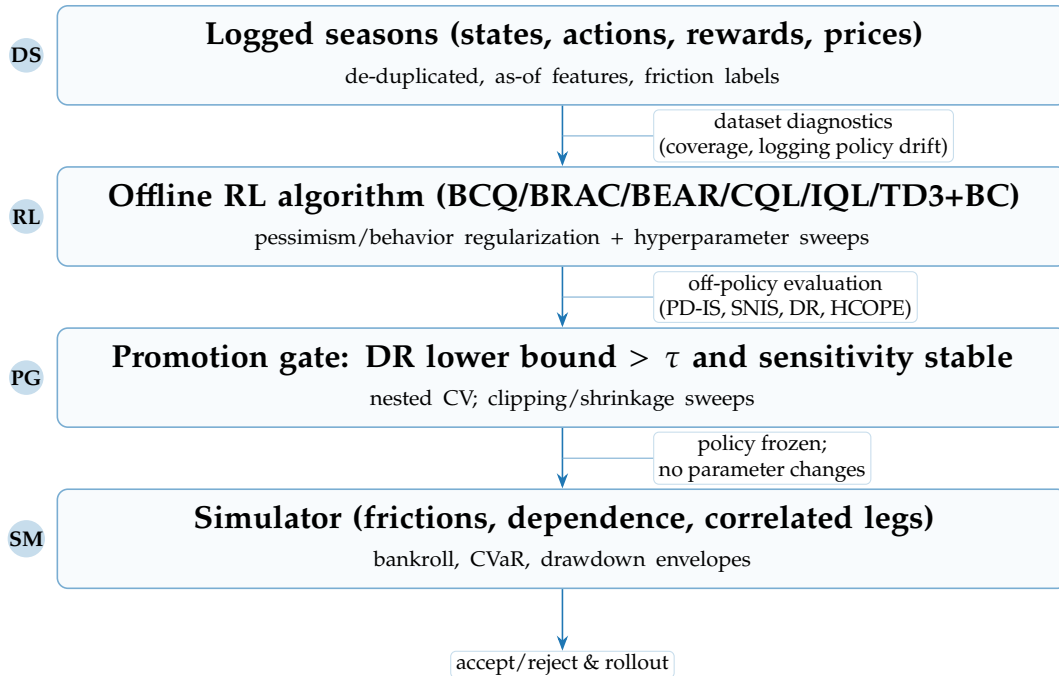 DS
Logged seasons (states, actions, rewards, prices)
de-duplicated, as-of features, friction labels
dataset diagnostics
(coverage, logging policy drift)
RL
Offline RL algorithm (BCQ/BRAC/BEAR/CQL/IQL/TD3+BC)
pessimism/behavior regularization + hyperparameter sweeps
off-policy evaluation
(PD-IS, SNIS, DR, HCOPE)
PG
Promotion gate: DR lower bound > τ and sensitivity stable
nested CV; clipping/shrinkage sweeps
policy frozen;
no parameter changes
SM
Simulator (frictions, dependence, correlated legs)
bankroll, CVaR, drawdown envelopes
accept/reject & rollout